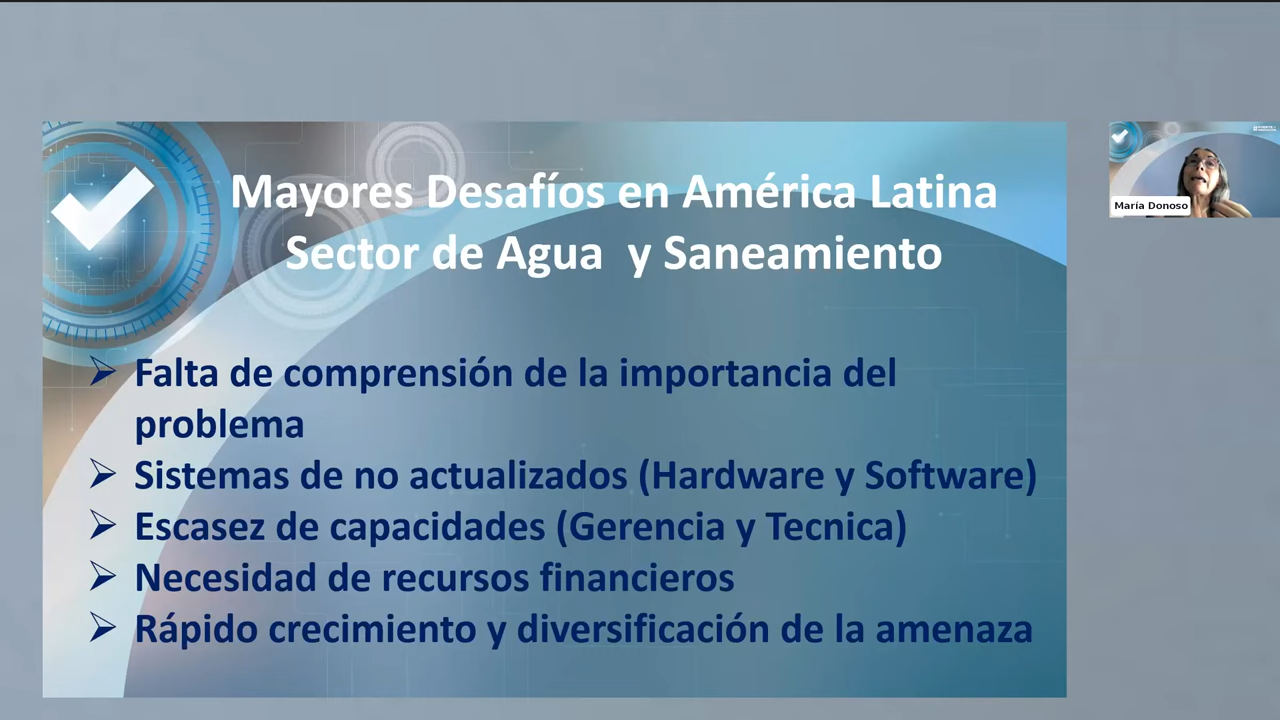 Mayores Desafíos en América Latina
Sector de Agua y Saneamiento
Falta de comprensión de la importancia del
problema
Sistemas de no actualizados (Hardware y Software)
Escasez de capacidades (Gerencia y Tecnica)
Necesidad de recursos financieros
Rápido crecimiento y diversificación de la amenaza
María Donoso